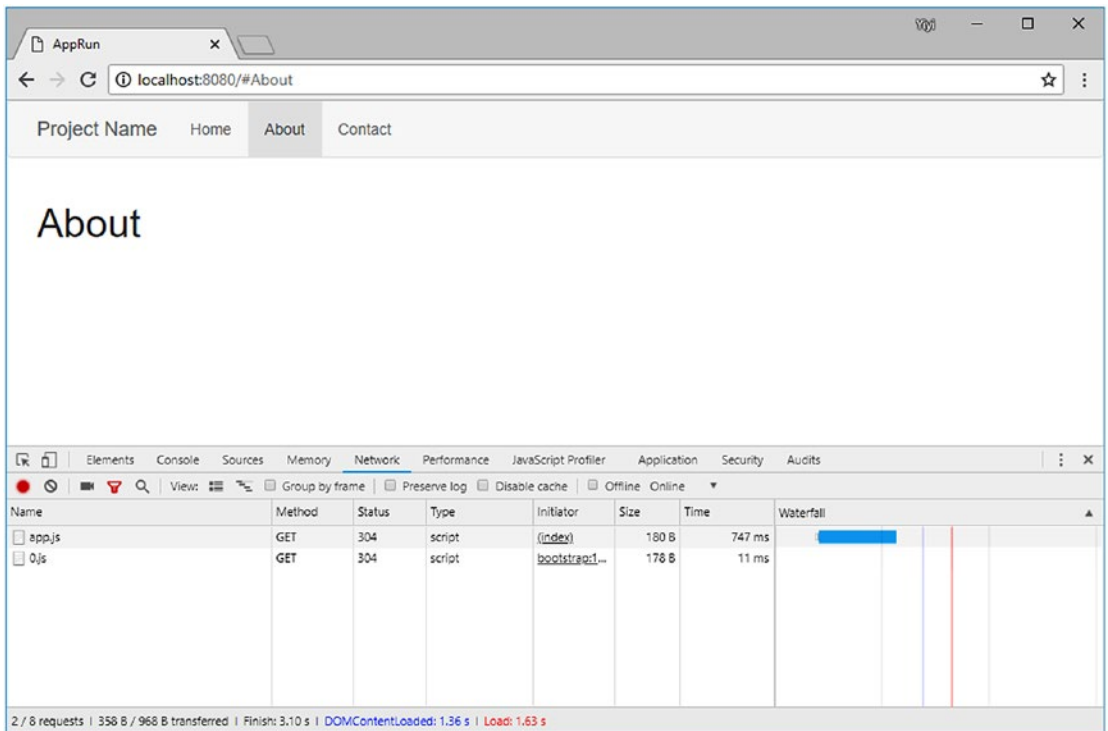 Yiyi
AppRun
localhost:8080/#About
Project Name Home About Contact
About
Elements Console Sources Memory Network Performance JavaScript Profiler Application Security Audits
View: Group by frame Preserve log Disable cache Offline Online
Name Method Status Type Initiator Size Time Waterfall
app.js GET 304 script (index) 180 B 747 ms
0.js GET 304 script bootstrap:1... 178 B 11 ms
2 / 8 requests | 358 B / 968 B transferred | Finish: 3.10 s | DOMContentLoaded: 1.36 s | Load: 1.63 s